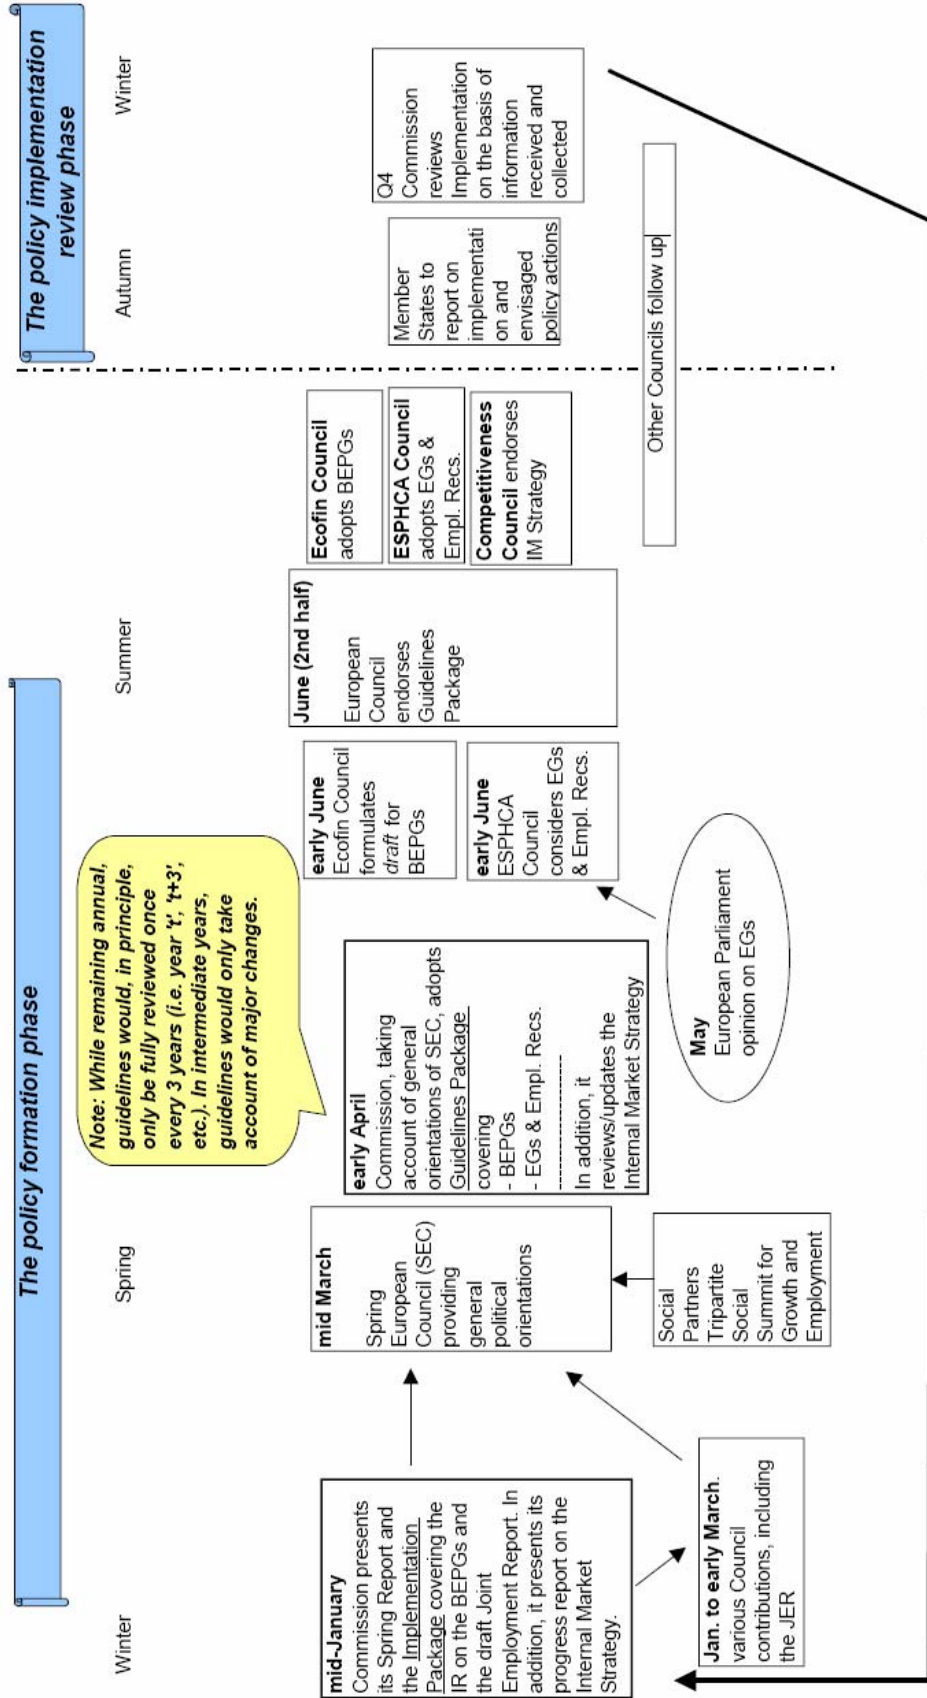 The policy formation phase
The policy implementation
review phase
Winter
Spring
Summer
Autumn
Winter
Note: While remaining annual,
guidelines would, in principle,
only be fully reviewed once
every 3 years (i.e. year 't', 't+3',
etc.). In intermediate years,
guidelines would only take
account of major changes.
mid-January
Commission presents
its Spring Report and
the Implementation
Package covering the
IR on the BEPGs and
the draft Joint
Employment Report. In
addition, it presents its
progress report on the
Internal Market
Strategy.
Jan. to early March.
various Council
contributions, including
the JER
mid March
Spring
European
Council (SEC)
providing
general
political
orientations
Social
Partners
Tripartite
Social
Summit for
Growth and
Employment
early April
Commission, taking
account of general
orientations of SEC, adopts
Guidelines Package
covering
- BEPGs
- EGs & Empl. Recs.
-----------------------
In addition, it
reviews/updates the
Internal Market Strategy
May
European Parliament
opinion on EGs
early June
Ecofin Council
formulates
draft for
BEPGs
early June
ESPHCA
Council
considers EGs
& Empl. Recs.
June (2nd half)
European
Council
endorses
Guidelines
Package
Ecofin Council
adopts BEPGs
ESPHCA Council
adopts EGs &
Empl. Recs.
Competitiveness
Council endorses
IM Strategy
Other Councils follow up
Member
States to
report on
implementati
on and
envisaged
policy actions
Q4
Commission
reviews
Implementation
on the basis of
information
received and
collected